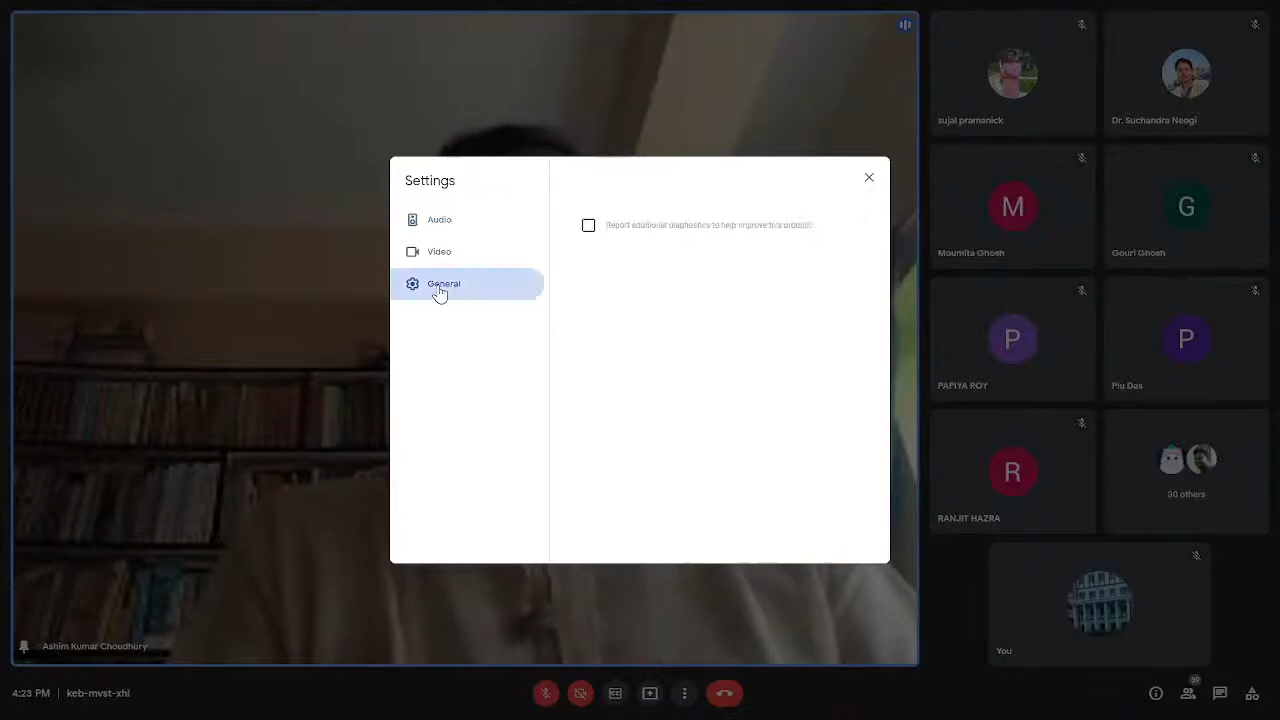 sujai pramanick
Dr. Suchandra Neogi
Settings
Audio
Report additional diagnostics to help improve this product.
M
G
Video
Moumita Ghosh
Gouri Ghosh
General
P
P
PAPIYA ROY
Piu Das
R
30 others
RANJIT HAZRA
Ashim Kumar Choudhury
You
4:23 PM | keb-mvst-xhl
39